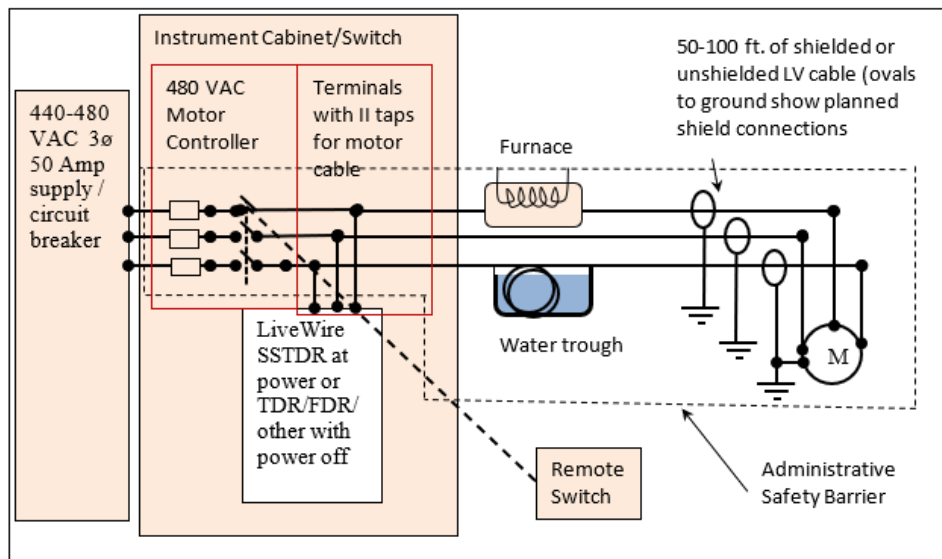 440-480
VAC 3ø
50 Amp
supply /
circuit
breaker
Instrument Cabinet/Switch
480 VAC
Motor
Controller
Terminals
with II taps
for motor
cable
LiveWire
SSTDR at
power or
TDR/FDR/
other with
power off
Furnace
Water trough
50-100 ft. of shielded or
unshielded LV cable (ovals
to ground show planned
shield connections
M
Remote
Switch
Administrative
Safety Barrier